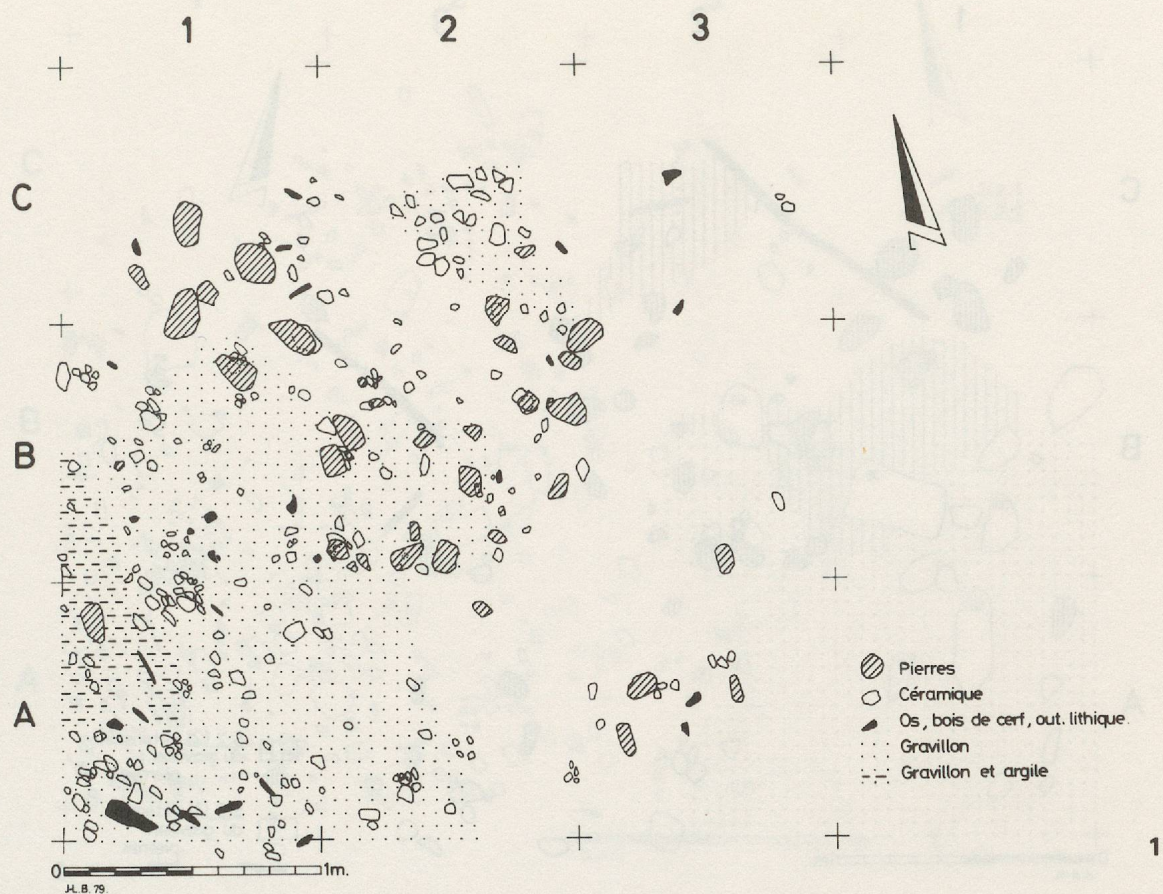 1 2 3
C
B
A
Z
Pierres
Céramique
Os, bois de cerf, out. lithique.
Gravillon
Gravillon et argile
0 1m.
J-L.B.79.
1